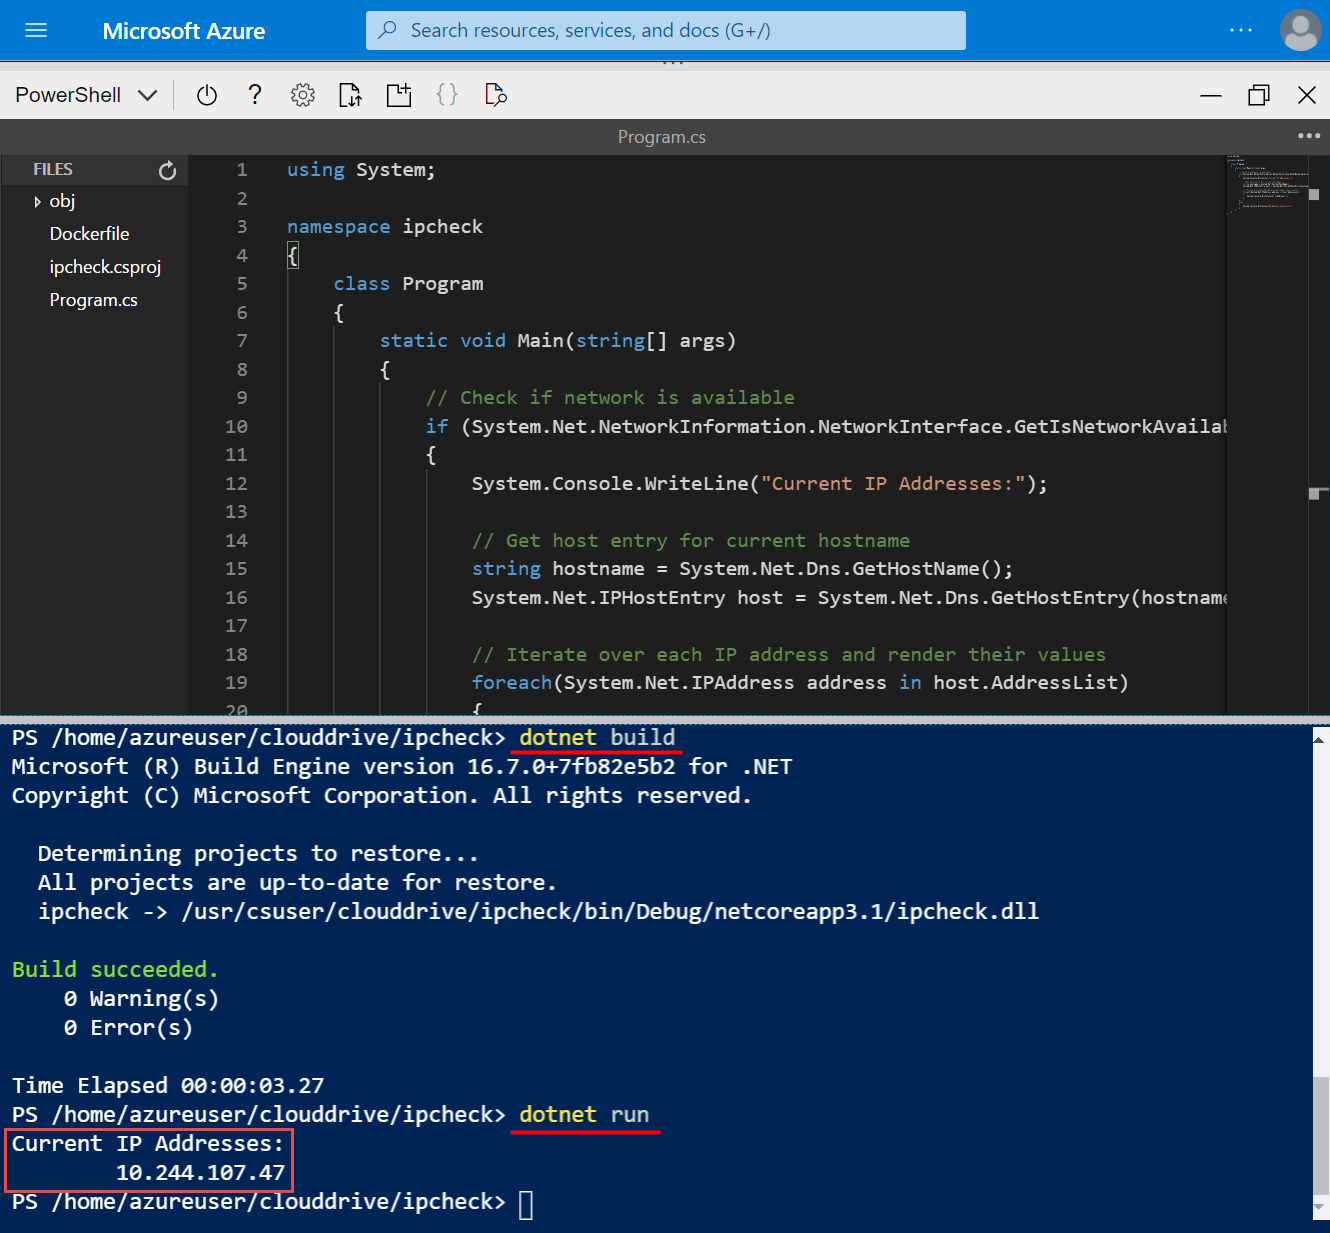 Microsoft Azure
Search resources, services, and docs (G+/)
PowerShell
Program.cs
FILES
obj
Dockerfile
ipcheck.csproj
Program.cs
1 using System;
2
3 namespace ipcheck
4 {
5 class Program
6 {
7 static void Main(string[] args)
8 {
9 // Check if network is available
10 if (System.Net.NetworkInformation.NetworkInterface.GetIsNetworkAvailab
11 {
12 System.Console.WriteLine("Current IP Addresses:");
13
14 // Get host entry for current hostname
15 string hostname = System.Net.Dns.GetHostName();
16 System.Net.IPHostEntry host = System.Net.Dns.GetHostEntry(hostname
17
18 // Iterate over each IP address and render their values
19 foreach(System.Net.IPAddress address in host.AddressList)
20 {
PS /home/azureuser/clouddrive/ipcheck> dotnet build
Microsoft (R) Build Engine version 16.7.0+7fb82e5b2 for .NET
Copyright (C) Microsoft Corporation. All rights reserved.
Determining projects to restore...
All projects are up-to-date for restore.
ipcheck -> /usr/csuser/clouddrive/ipcheck/bin/Debug/netcoreapp3.1/ipcheck.dll
Build succeeded.
0 Warning(s)
0 Error(s)
Time Elapsed 00:00:03.27
PS /home/azureuser/clouddrive/ipcheck> dotnet run
Current IP Addresses:
10.244.107.47
PS /home/azureuser/clouddrive/ipcheck>